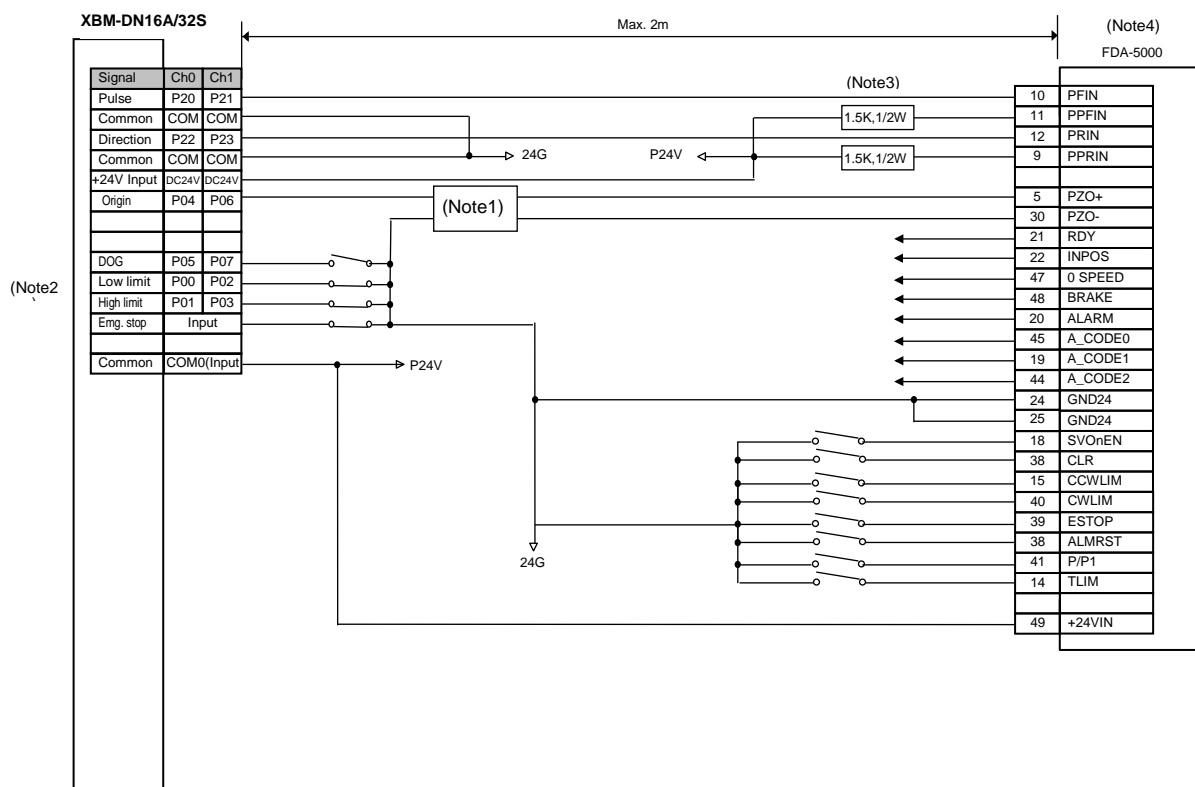 XBM-DN16A/32S
Max. 2m
(Note4)
FDA-5000
Signal Ch0 Ch1
Pulse P20 P21
Common COM COM
Direction P22 P23
Common COM COM
+24V Input DC24V DC24V
Origin P04 P06
DOG P05 P07
Low limit P00 P02
High limit P01 P03
Emg. stop Input
Common COM0(Input
(Note2
(Note3)
1.5K,1/2W
24G
P24V
1.5K,1/2W
(Note1)
P24V
24G
10 PFIN
11 PPFIN
12 PRIN
9 PPRIN
5 PZO+
30 PZO-
21 RDY
22 INPOS
47 0 SPEED
48 BRAKE
20 ALARM
45 A_CODE0
19 A_CODE1
44 A_CODE2
24 GND24
25 GND24
18 SVOnEN
38 CLR
15 CCWLIM
40 CWLIM
39 ESTOP
38 ALMRST
41 P/P1
14 TLIM
49 +24VIN